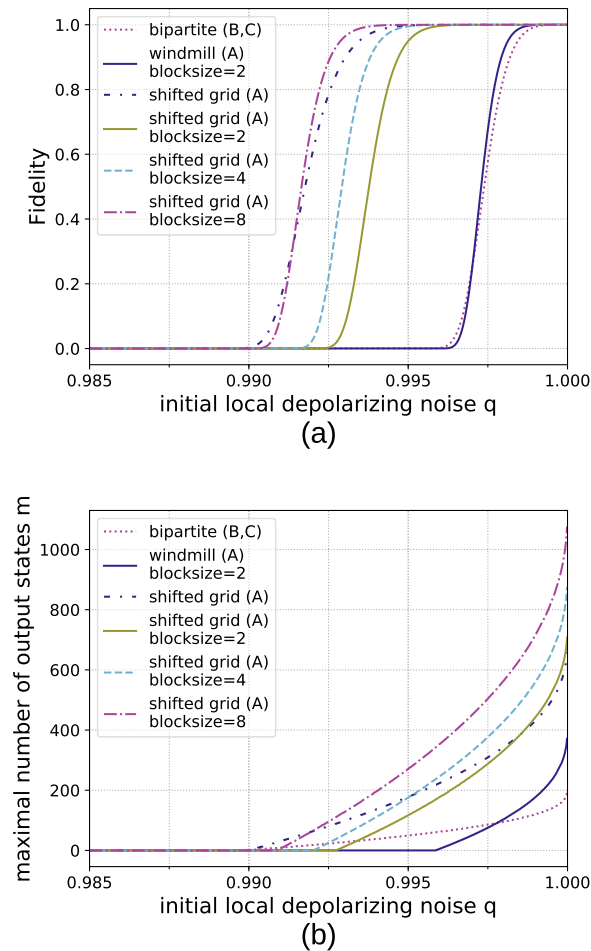 1.0
0.8
0.6
0.4
0.2
0.0
Fidelity
bipartite (B,C)
windmill (A)
blocksize=2
shifted grid (A)
shifted grid (A)
blocksize=2
shifted grid (A)
blocksize=4
shifted grid (A)
blocksize=8
0.985 0.990 0.995 1.000
initial local depolarizing noise q
(a)
1000
800
600
400
200
0
maximal number of output states m
bipartite (B,C)
windmill (A)
blocksize=2
shifted grid (A)
shifted grid (A)
blocksize=2
shifted grid (A)
blocksize=4
shifted grid (A)
blocksize=8
0.985 0.990 0.995 1.000
initial local depolarizing noise q
(b)